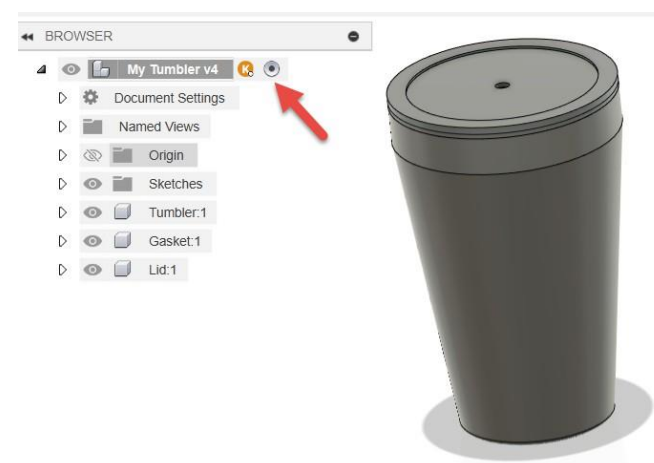 BROWSER
My Tumbler v4 K
Document Settings
Named Views
Origin
Sketches
Tumbler:1
Gasket:1
Lid:1